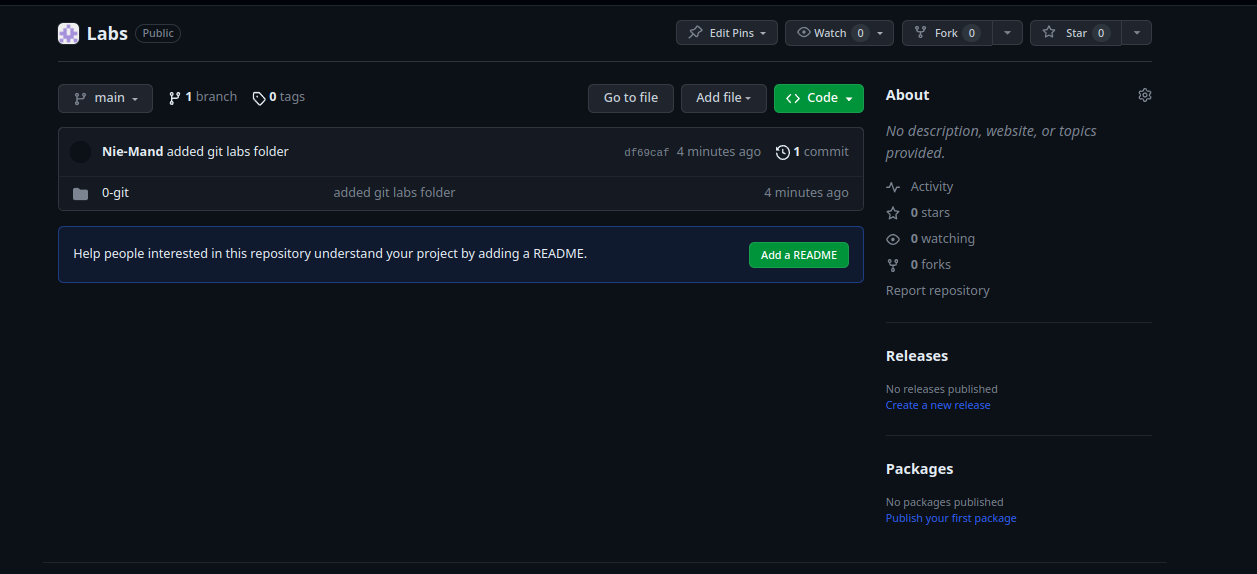 Labs Public Edit Pins Watch 0 Fork 0 Star 0
main 1 branch 0 tags Go to file Add file Code
About
No description, website, or topics
provided.
Nie-Mand added git labs folder df69caf 4 minutes ago 1 commit
0-git added git labs folder 4 minutes ago
Help people interested in this repository understand your project by adding a README. Add a README
Activity
0 stars
0 watching
0 forks
Report repository
Releases
No releases published
Create a new release
Packages
No packages published
Publish your first package